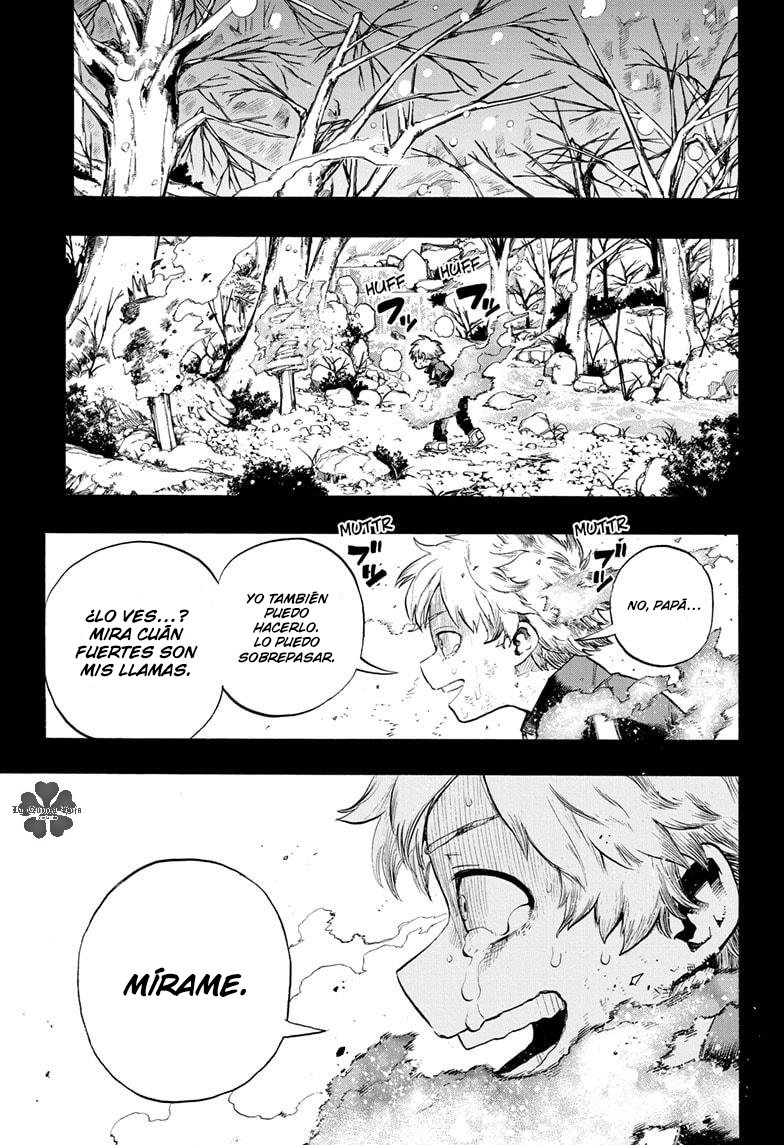 HUFF
HUFF
フッ
フッ
MUTTR
MUTTR
ブツ
ブツ
NO, PAPÁ...
YO TAMBIÉN
PUEDO
HACERLO.
LO PUEDO
SOBREPASAR.
¿LO VES...?
MIRA CUÁN
FUERTES SON
MIS LLAMAS.
MÍRAME.